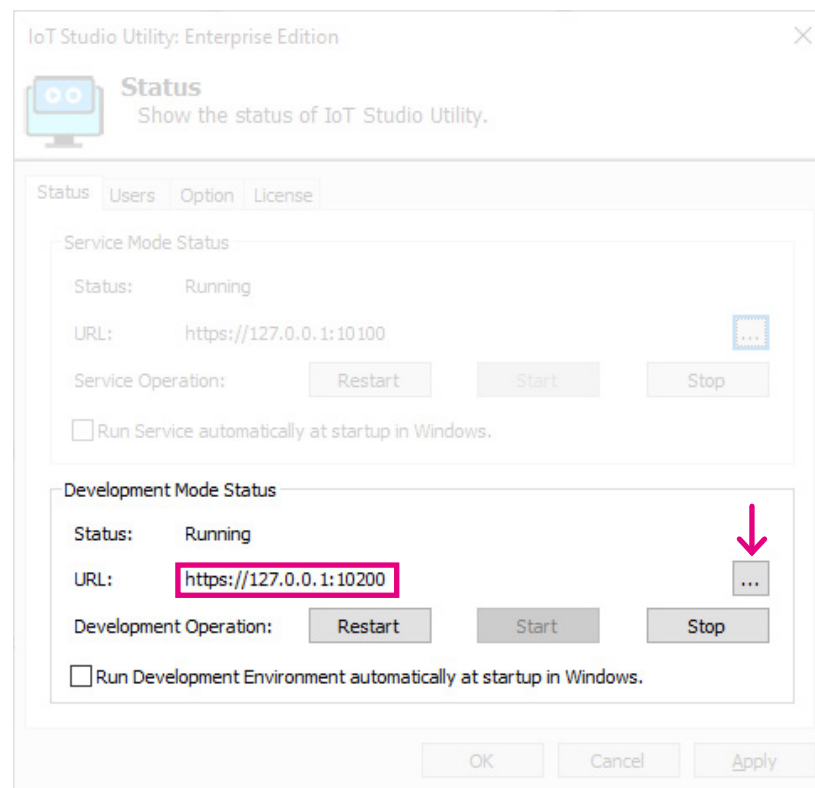 IoT Studio Utility: Enterprise Edition
Status
Show the status of IoT Studio Utility.
Status Users Option License
Service Mode Status
Status: Running
URL: https://127.0.0.1:10100 ...
Service Operation: Restart Start Stop
Run Service automatically at startup in Windows.
Development Mode Status
Status: Running
URL: https://127.0.0.1:10200 ...
Development Operation: Restart Start Stop
Run Development Environment automatically at startup in Windows.
OK Cancel Apply